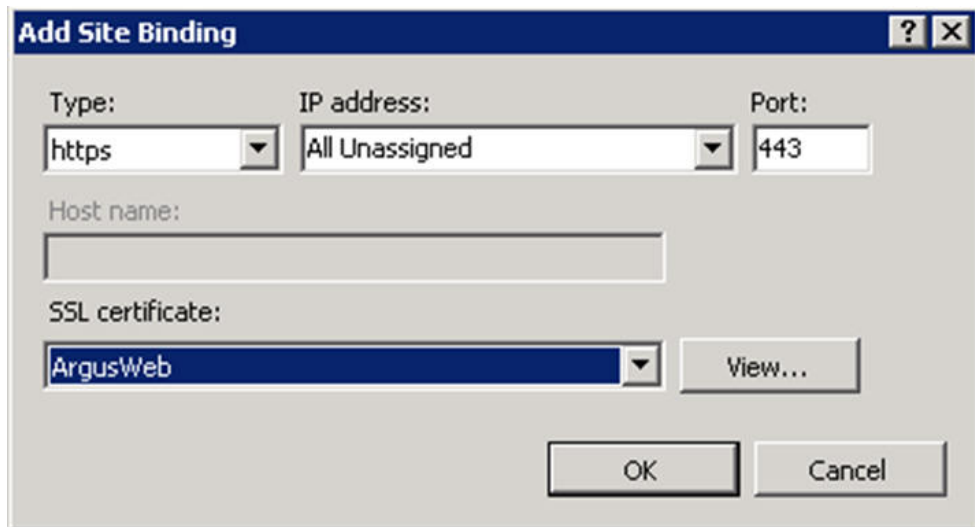 Add Site Binding ? X
Type: IP address: Port:
https All Unassigned 443
Host name:
SSL certificate:
ArgusWeb View...
OK Cancel